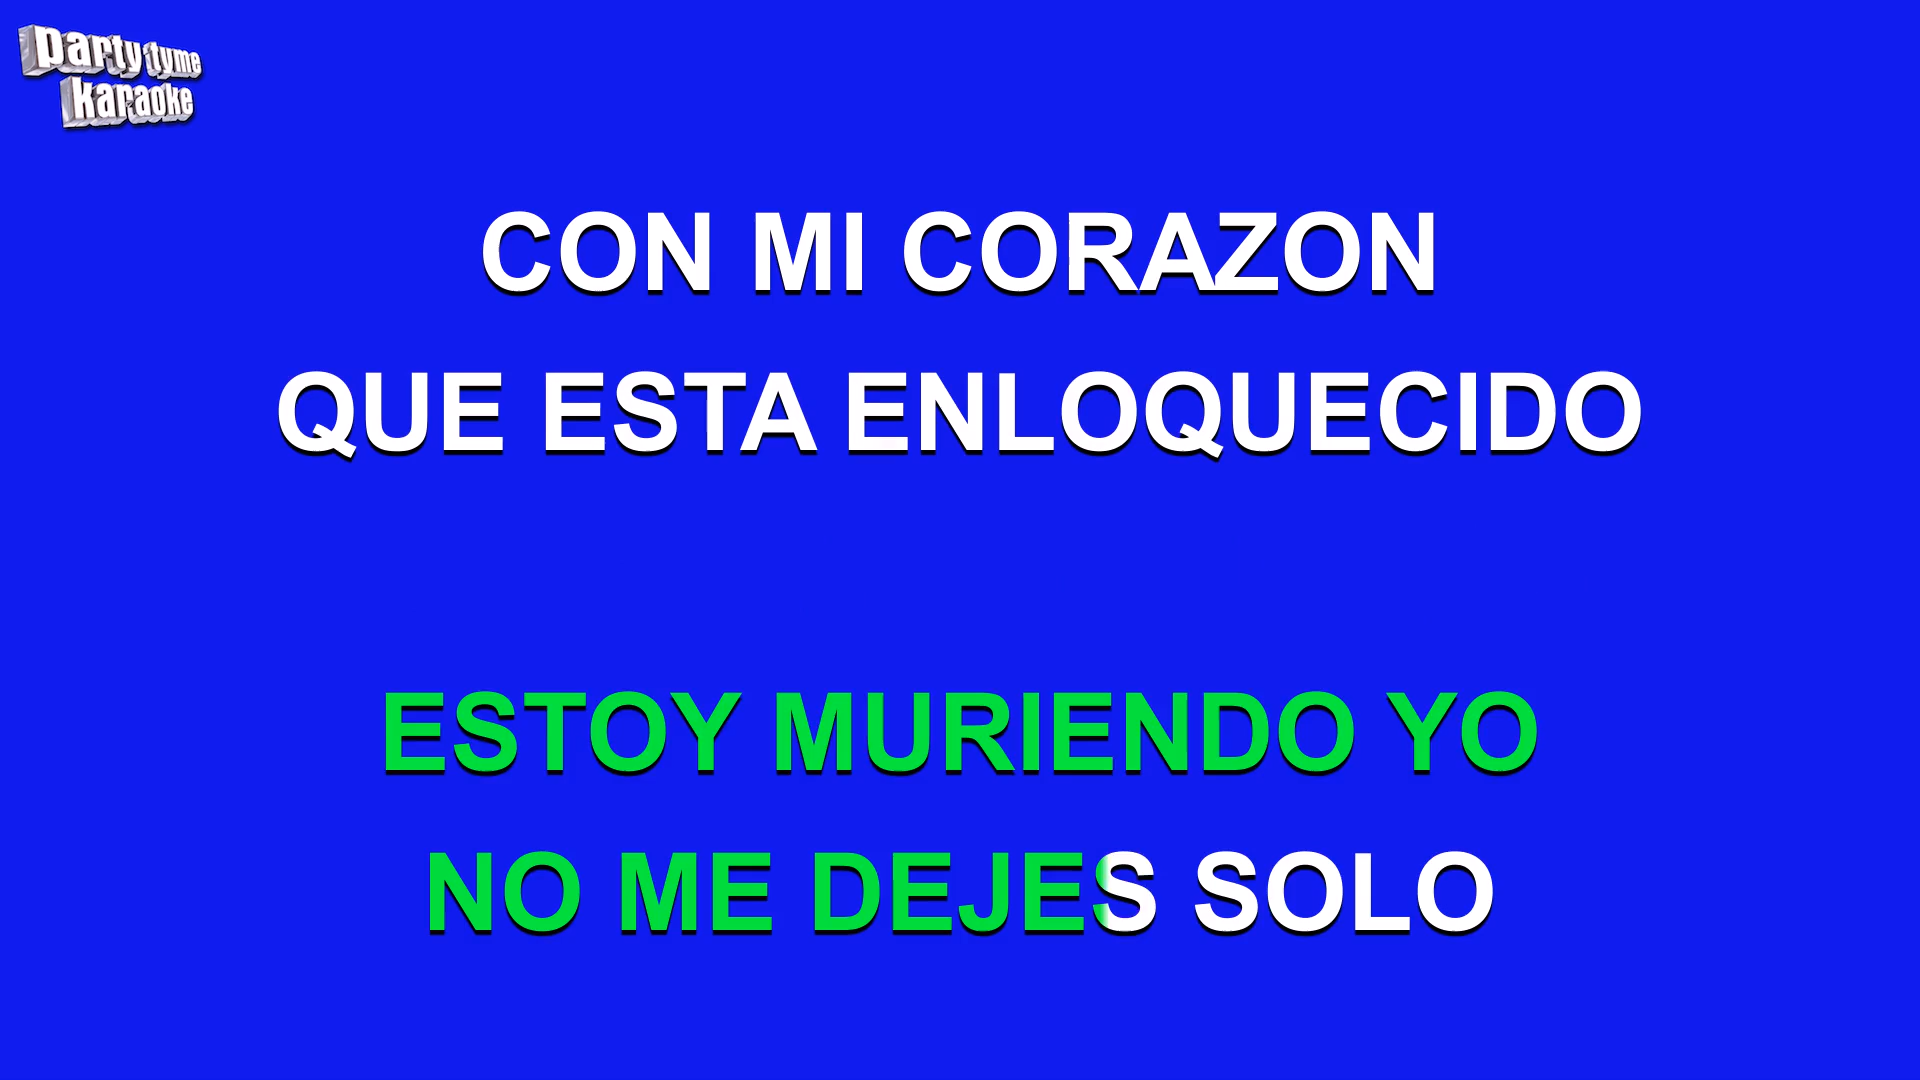 party tyme
karaoke
CON MI CORAZON
QUE ESTA ENLOQUECIDO
ESTOY MURIENDO YO
NO ME DEJES SOLO